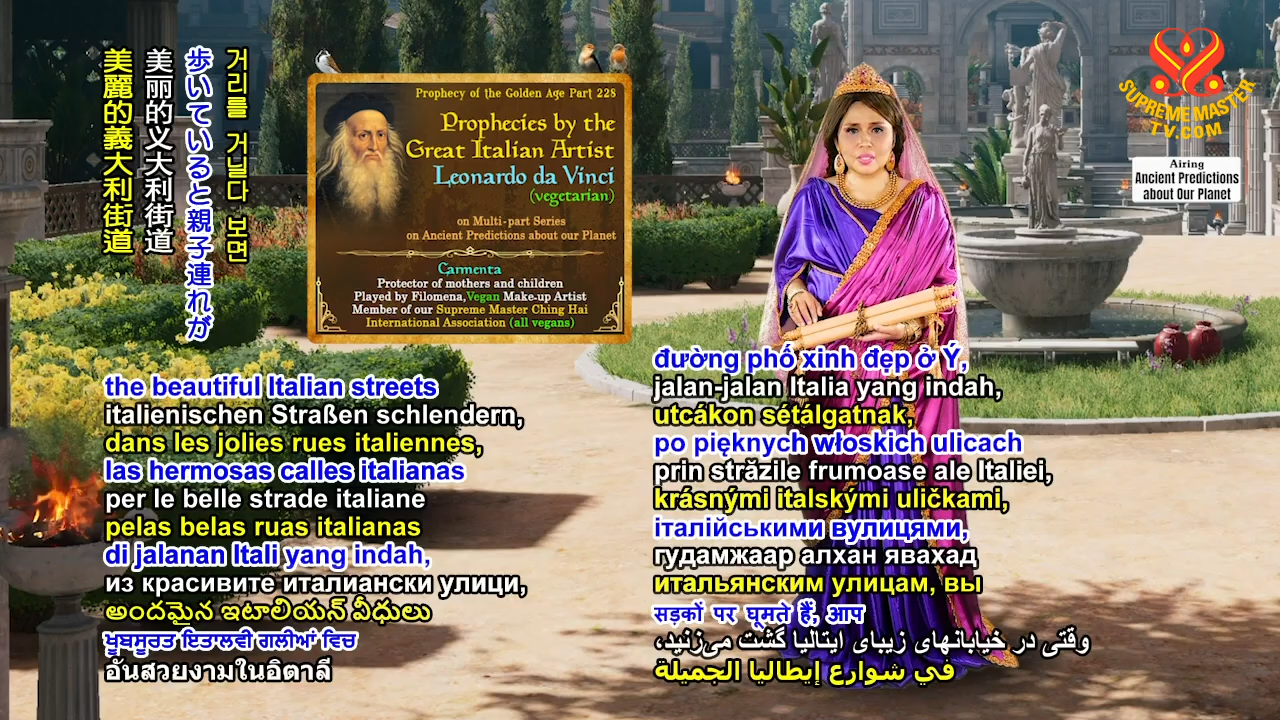 美麗的義大利街道
美丽的义大利街道
歩いていると親子連れが
거리를 거닐다 보면
Prophecy of the Golden Age Part 228
Prophecies by the
Great Italian Artist
Leonardo da Vinci
(vegetarian)
on Multi-part Series
on Ancient Predictions about our Planet
Carmenta
Protector of mothers and children
Played by Filomena, Vegan Make-up Artist
Member of our Supreme Master Ching Hai
International Association (all vegans)
SUPREME MASTER
TV.COM
Airing
Ancient Predictions
about Our Planet
the beautiful Italian streets
italienischen Straßen schlendern,
dans les jolies rues italiennes,
las hermosas calles italianas
per le belle strade italiane
pelas belas ruas italianas
di jalanan Itali yang indah,
из красивите италиански улици,
అందమైన ఇటాలియన్ వీధులు
ਖੂਬਸੂਰਤ ਇਤਾਲਵੀ ਗਲੀਆਂ ਵਿਚ
อันสวยงามในอิตาลี
đường phố xinh đẹp ở Ý,
jalan-jalan Italia yang indah,
utcákon sétálgatnak,
po pięknych włoskich ulicach
prin străzile frumoase ale Italiei,
krásnými italskými uličkami,
італійськими вулицями,
гудамжаар алхан явахад
итальянским улицам, вы
सड़कों पर घूमते हैं, आप
وقتی در خیابانهای زیبای ایتالیا گشت می‌زنید،
في شوارع إيطاليا الجميلة